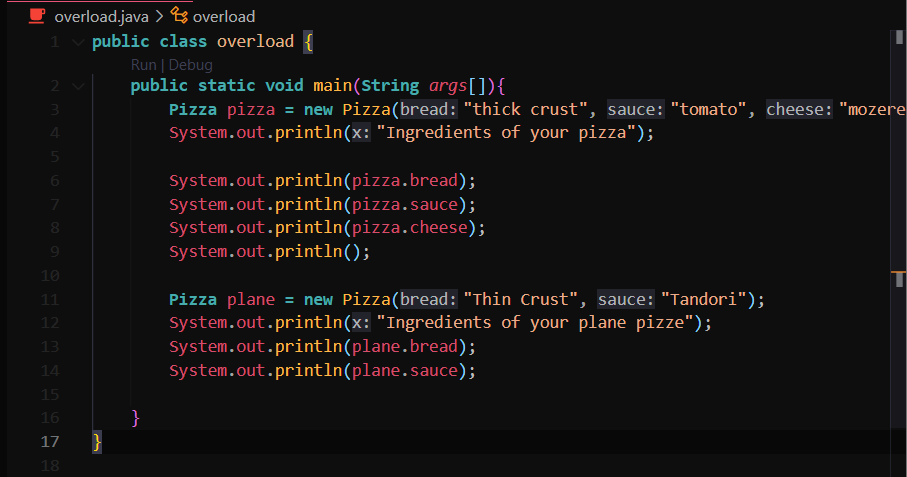 overload.java > overload
1 public class overload {
Run | Debug
2 public static void main(String args[]){
3 Pizza pizza = new Pizza(bread: "thick crust", sauce: "tomato", cheese: "mozere
4 System.out.println(x: "Ingredients of your pizza");
5
6 System.out.println(pizza.bread);
7 System.out.println(pizza.sauce);
8 System.out.println(pizza.cheese);
9 System.out.println();
10
11 Pizza plane = new Pizza(bread: "Thin Crust", sauce: "Tandori");
12 System.out.println(x: "Ingredients of your plane pizze");
13 System.out.println(plane.bread);
14 System.out.println(plane.sauce);
15
16 }
17 }
18